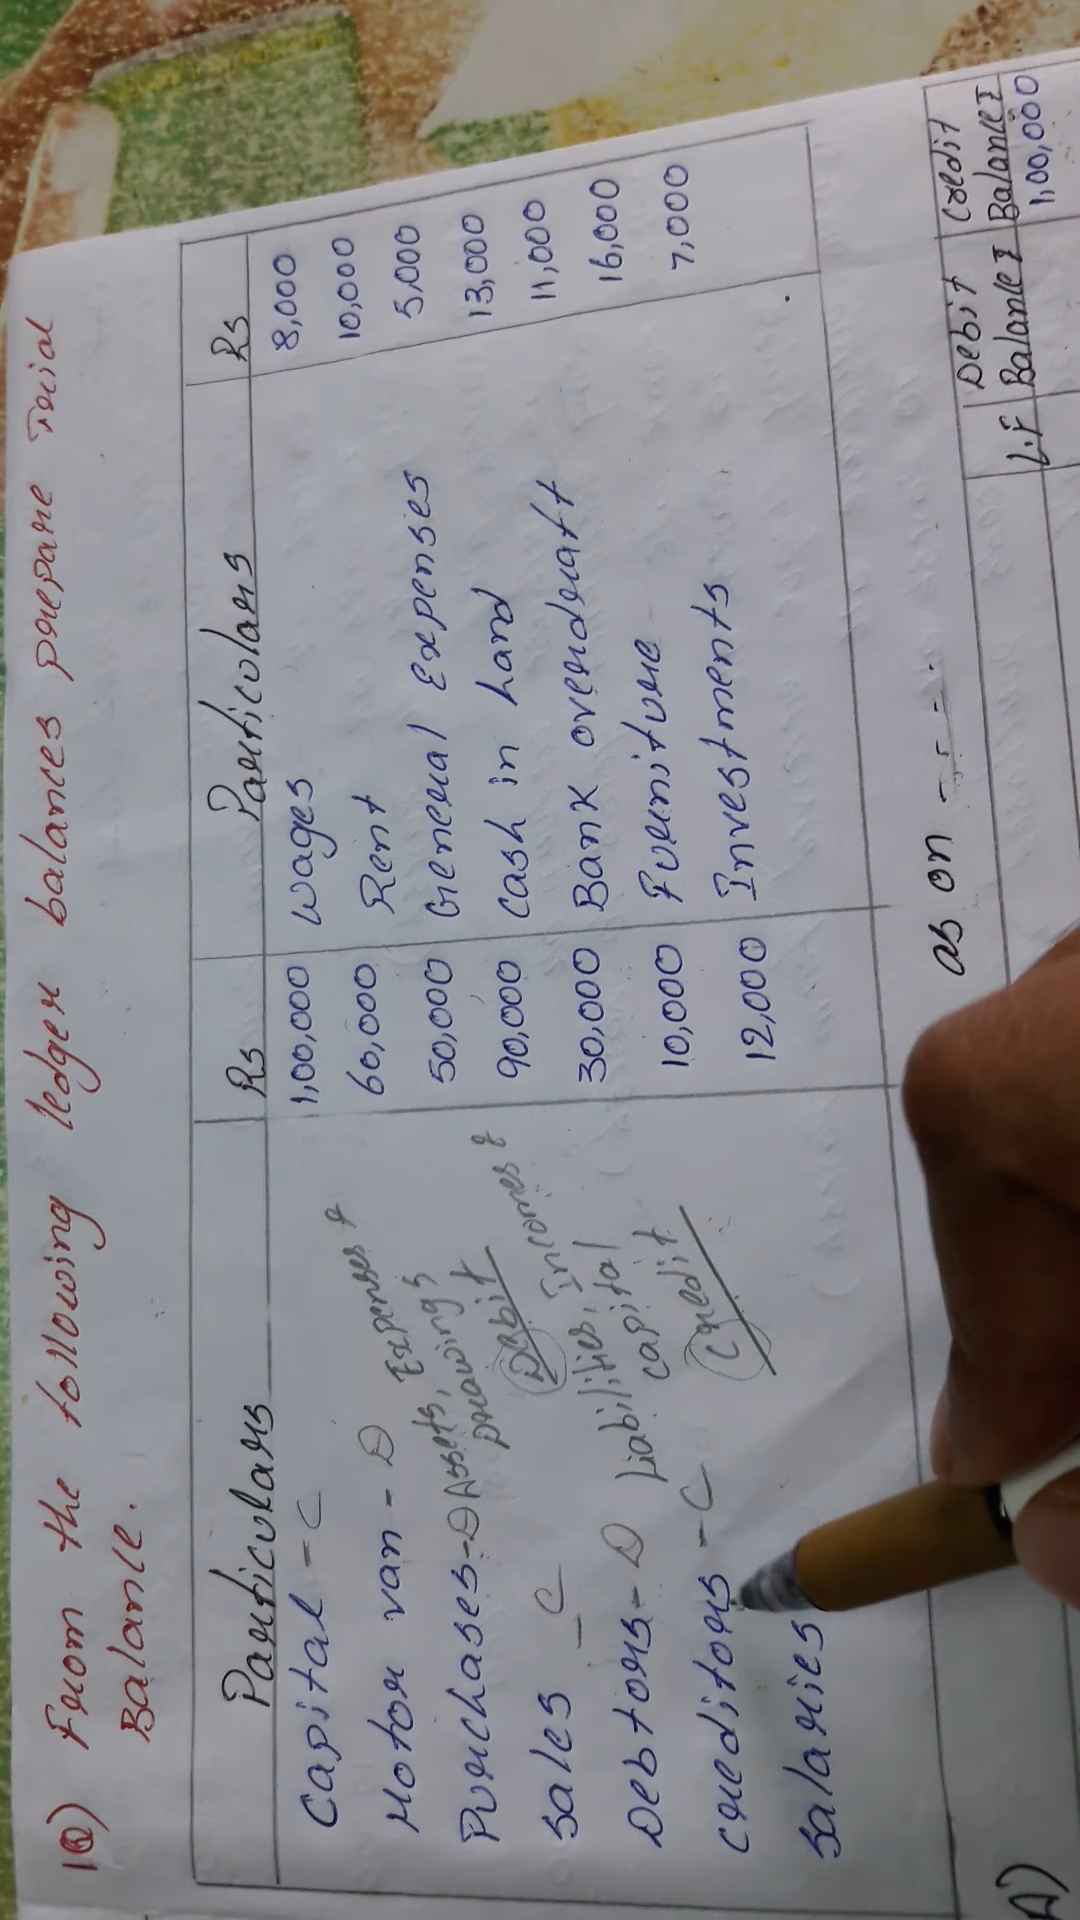 1Q) From the following ledger balances prepare Trial
Balance.
Particulars Rs Particulars Rs
Capital - C 1,00,000 Wages 8,000
Motor van - D 60,000 Rent 10,000
Purchases - D 50,000 General Expenses 5,000
Sales - C 90,000 Cash in hand 13,000
Debtors - D 30,000 Bank overdraft 11,000
Creditors - C 10,000 Furniture 16,000
Salaries 12,000 Investments 7,000
Expenses &
Assets,
Drawings
Debit
Liabilities, Incomes &
capital
Credit
as on
A)
L.F Debit Credit
Balance ₹ Balance ₹
1,00,000